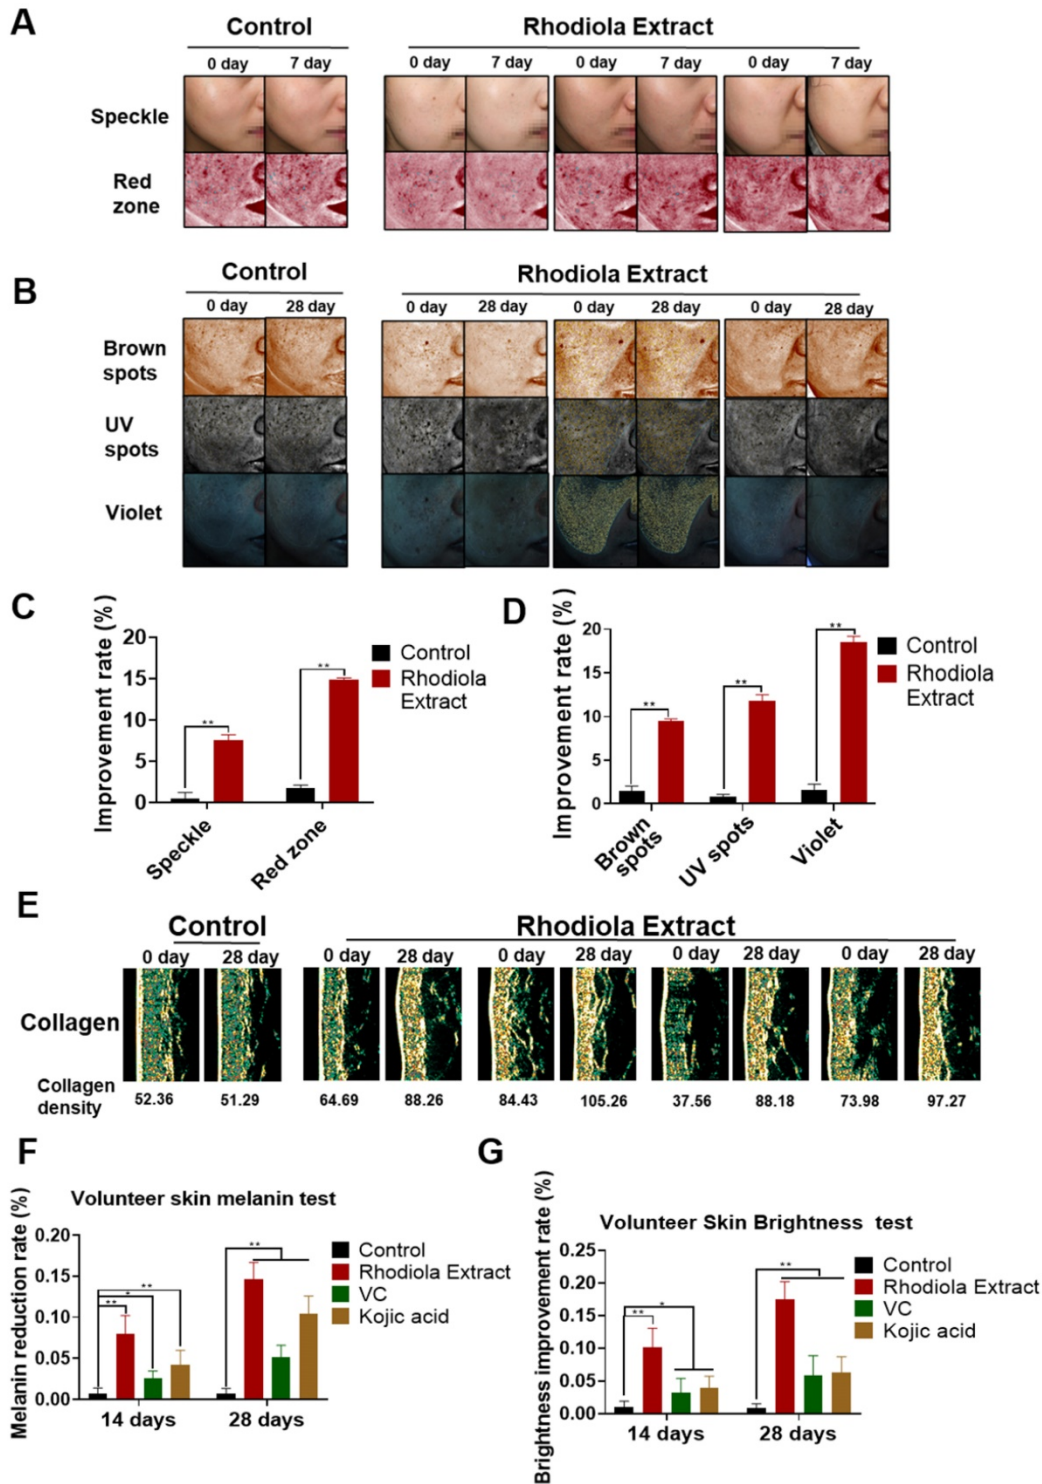 A
Control
Rhodiola Extract
0 day 7 day 0 day 7 day 0 day 7 day 0 day 7 day
Speckle
Red
zone
B
Control
Rhodiola Extract
0 day 28 day 0 day 28 day 0 day 28 day 0 day 28 day
Brown
spots
UV
spots
Violet
C
Improvement rate (%)
20
15
10
5
0
**
**
Speckle
Red zone
Control
Rhodiola
Extract
D
Improvement rate (%)
20
15
10
5
0
**
**
**
Brown
spots
UV spots
Violet
Control
Rhodiola
Extract
E
Control
Rhodiola Extract
0 day 28 day 0 day 28 day 0 day 28 day 0 day 28 day 0 day 28 day
Collagen
Collagen
density
52.36 51.29 64.69 88.26 84.43 105.26 37.56 88.18 73.98 97.27
F
Volunteer skin melanin test
Melanin reduction rate (%)
0.20
0.15
0.10
0.05
0.00
**
*
**
**
14 days
28 days
Control
Rhodiola Extract
VC
Kojic acid
G
Volunteer Skin Brightness test
Brightness improvement rate (%)
0.25
0.20
0.15
0.10
0.05
0.00
*
**
**
14 days
28 days
Control
Rhodiola Extract
VC
Kojic acid